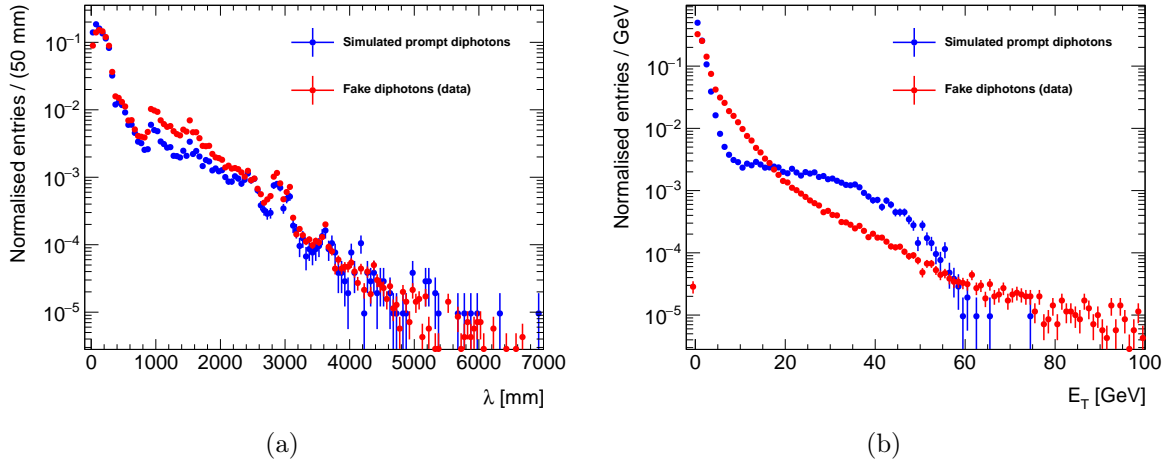 Normalised entries / (50 mm)
10⁻¹
10⁻²
10⁻³
10⁻⁴
10⁻⁵
Simulated prompt diphotons
Fake diphotons (data)
0 1000 2000 3000 4000 5000 6000 7000
λ [mm]
(a)
Normalised entries / GeV
10⁻¹
10⁻²
10⁻³
10⁻⁴
10⁻⁵
Simulated prompt diphotons
Fake diphotons (data)
0 20 40 60 80 100
E_T [GeV]
(b)